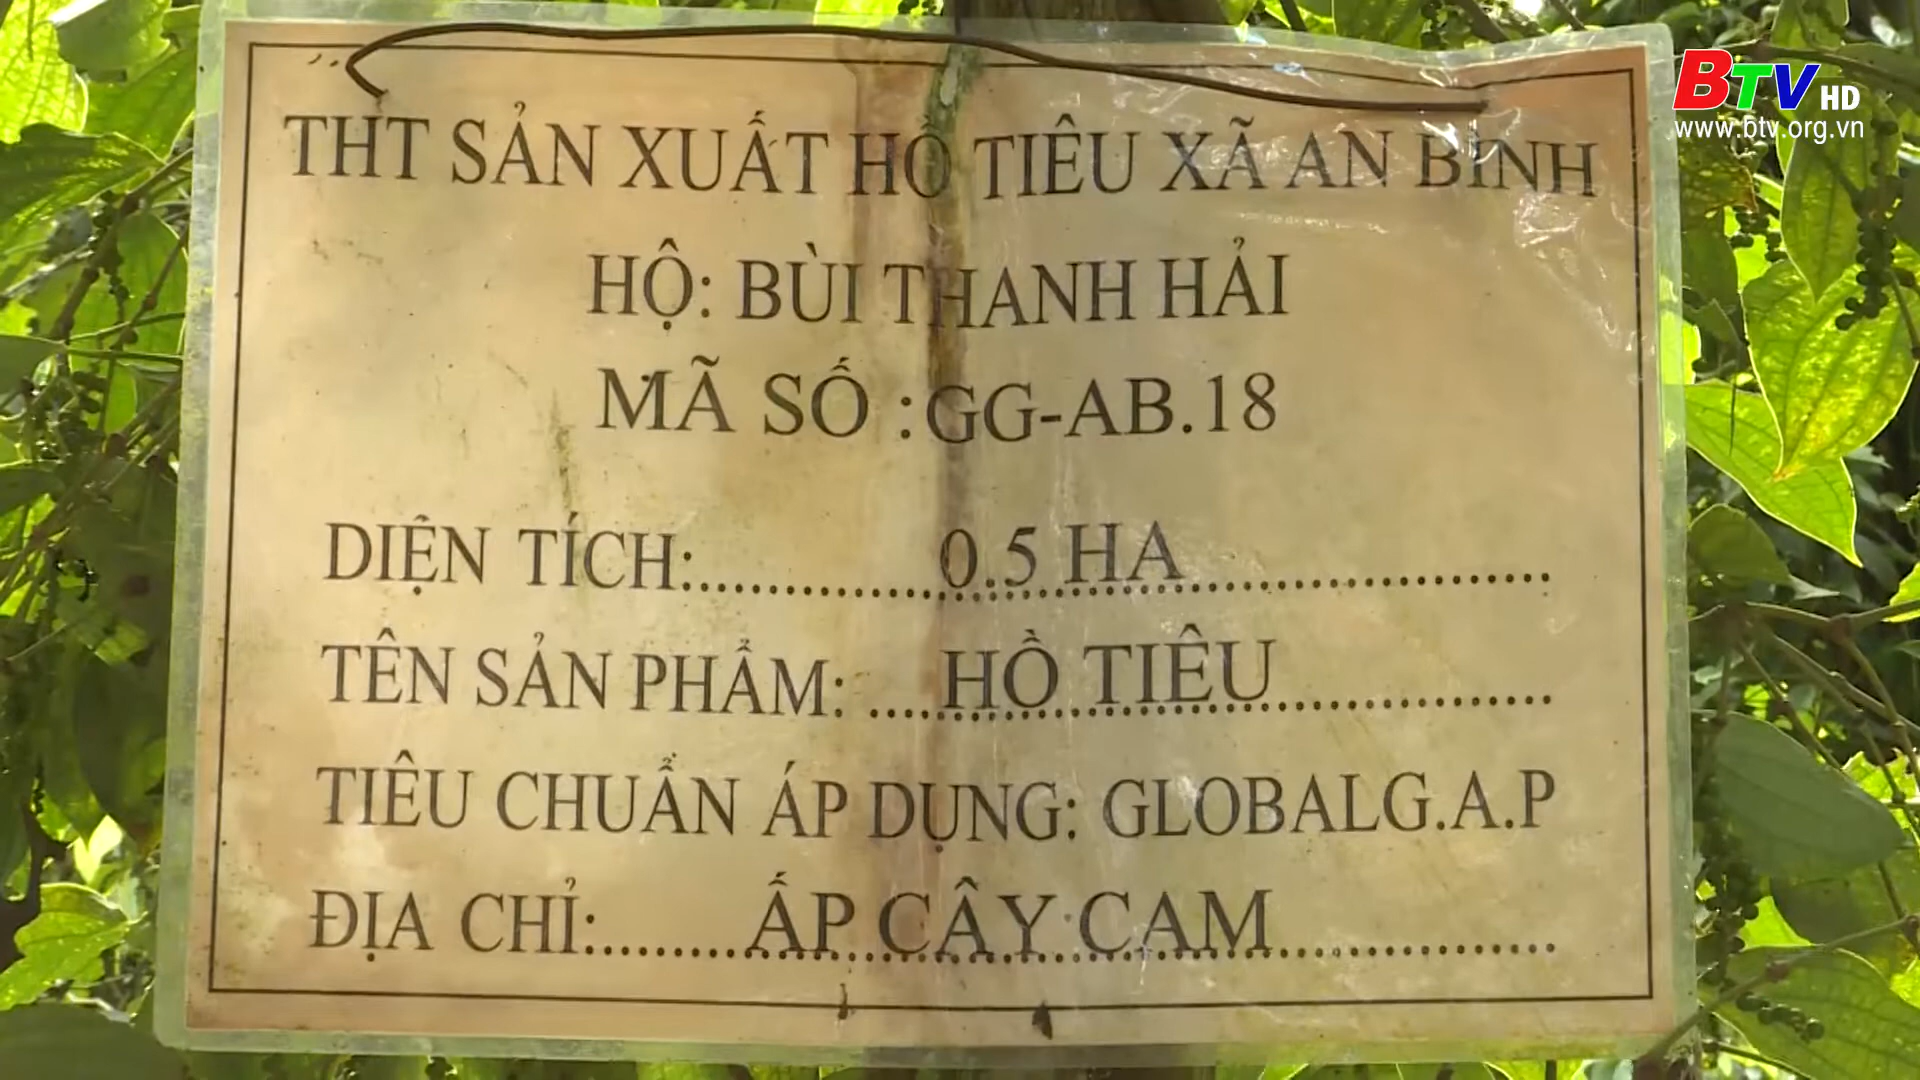 BTV HD
www.btv.org.vn
THT SẢN XUẤT HỒ TIÊU XÃ AN BÌNH
HỘ: BÙI THANH HẢI
MÃ SỐ :GG-AB.18
DIỆN TÍCH:..........0.5 HA..........
TÊN SẢN PHẨM: ...HỒ TIÊU..........
TIÊU CHUẨN ÁP DỤNG: GLOBALG.A.P
ĐỊA CHỈ:.........ẤP CÂY CAM..........